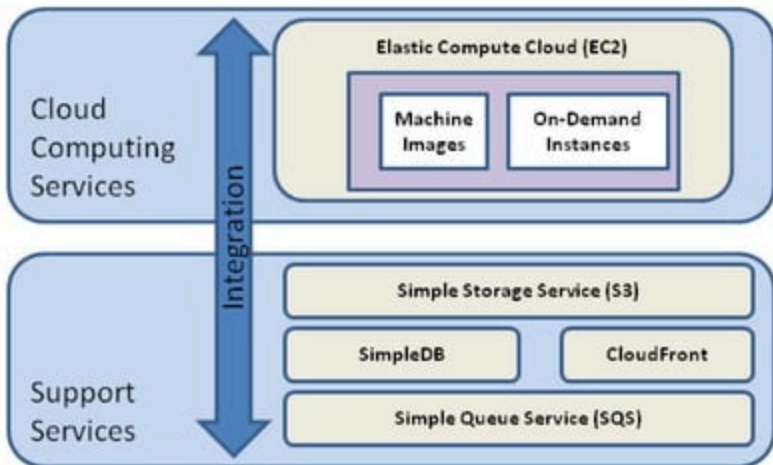 Cloud
Computing
Services
Elastic Compute Cloud (EC2)
Machine
Images
On-Demand
Instances
Integration
Support
Services
Simple Storage Service (S3)
SimpleDB
CloudFront
Simple Queue Service (SQS)